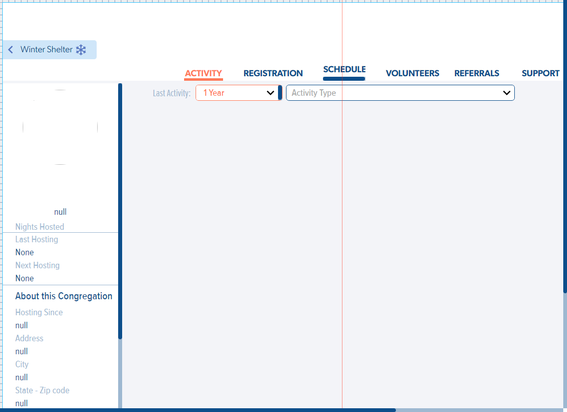 Winter Shelter
ACTIVITY REGISTRATION SCHEDULE VOLUNTEERS REFERRALS SUPPORT
Last Activity: 1 Year Activity Type
null
Nights Hosted
Last Hosting
None
Next Hosting
None
About this Congregation
Hosting Since
null
Address
null
City
null
State - Zip code
null